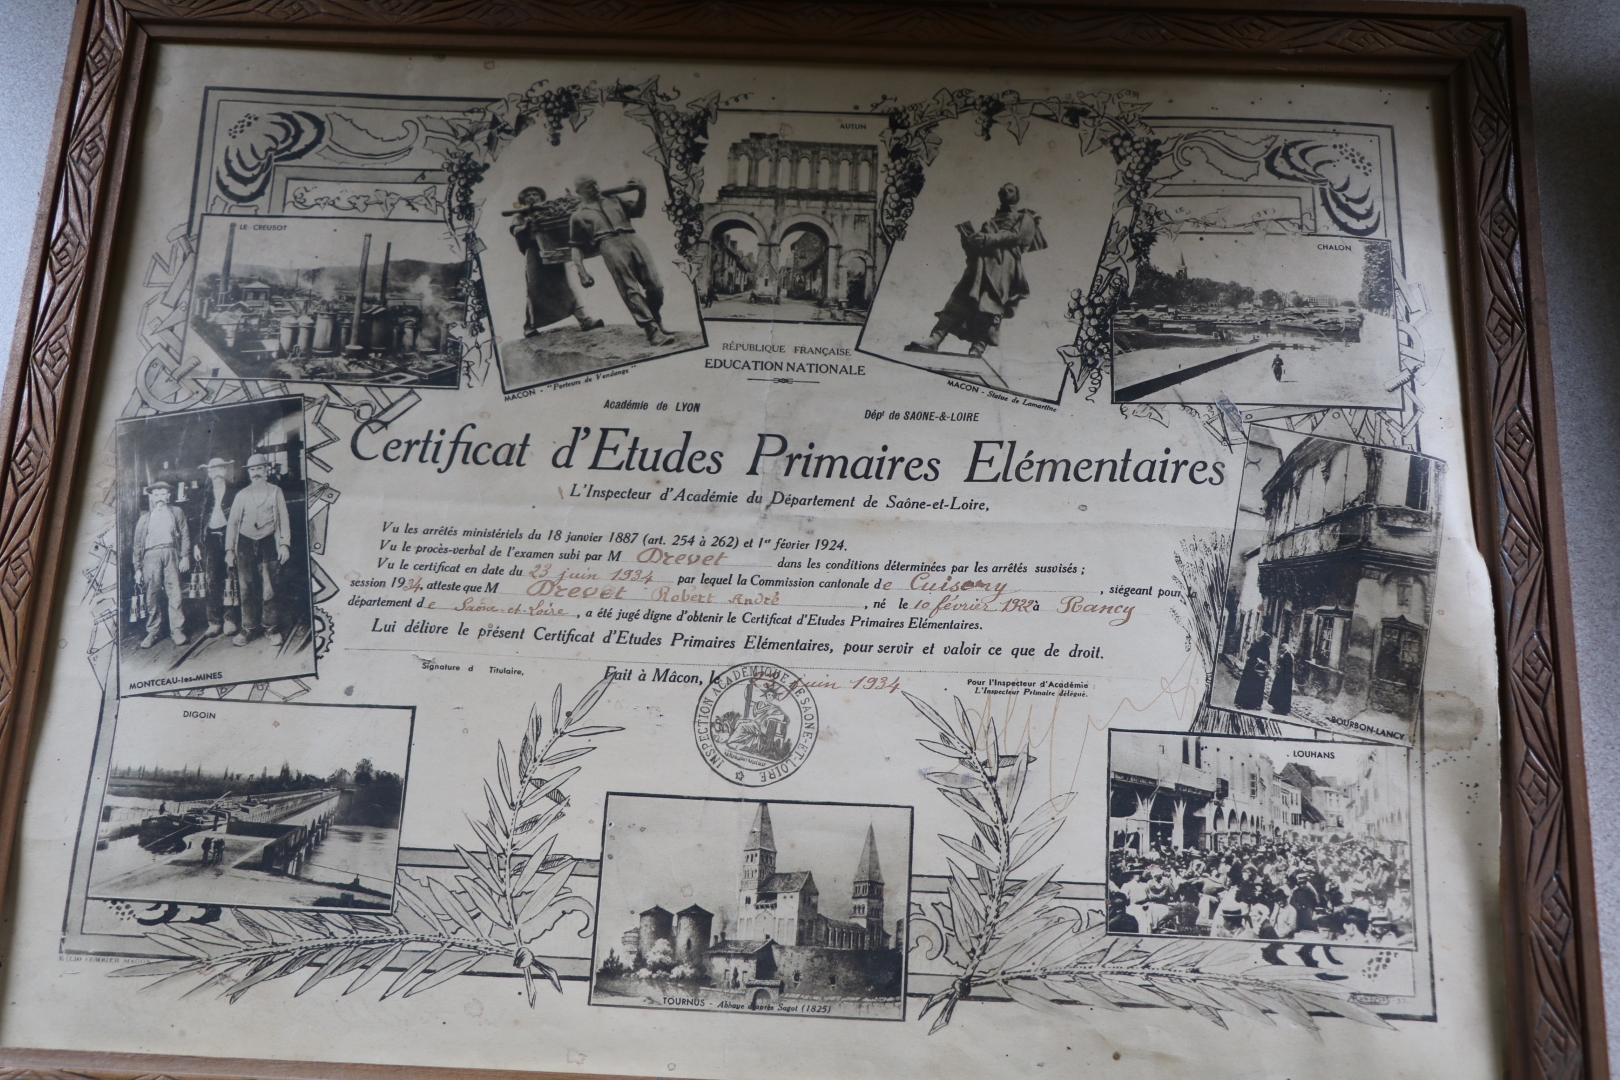 AUTUN
LE CREUSOT
CHALON
MACON - "Porteurs de Vendange"
MACON - Statue de Lamartine
RÉPUBLIQUE FRANÇAISE
EDUCATION NATIONALE
Académie de LYON
Dépt de SAONE-&-LOIRE
Certificat d'Etudes Primaires Elémentaires
L'Inspecteur d'Académie du Département de Saône-et-Loire,
Vu les arrêtés ministériels du 18 janvier 1887 (art. 254 à 262) et 1er février 1924.
Vu le procès-verbal de l'examen subi par M Drevet dans les conditions déterminées par les arrêtés susvisés ;
Vu le certificat en date du 23 juin 1934 par lequel la Commission cantonale de Cuisery, siégeant pour la
session 1934, atteste que M Drevet Robert André, né le 10 février 1922 à Rancy
département de Saône-et-Loire, a été jugé digne d'obtenir le Certificat d'Etudes Primaires Elémentaires.
Lui délivre le présent Certificat d'Etudes Primaires Elémentaires, pour servir et valoir ce que de droit.
Signature d Titulaire,
Fait à Mâcon, le juin 1934
Pour l'Inspecteur d'Académie
L'Inspecteur Primaire délégué.
INSPECTION ACADÉMIQUE DE SAONE-ET-LOIRE
MONTCEAU-les-MINES
BOURBON-LANCY
DIGOIN
LOUHANS
TOURNUS - Abbaye d'après Sagot (1825)